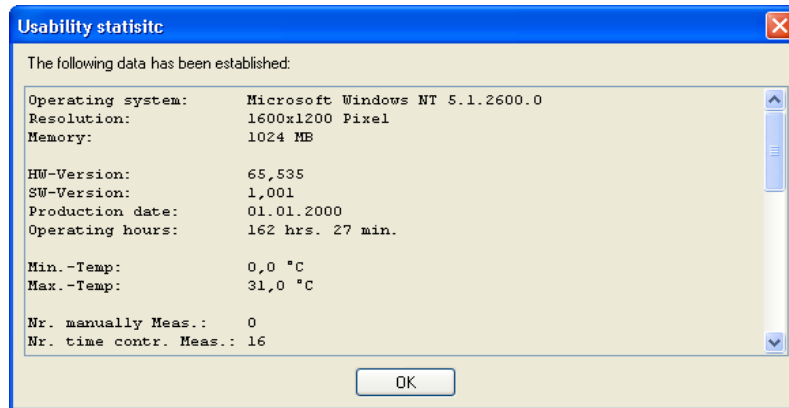 Usability statisitc
The following data has been established:
Operating system: Microsoft Windows NT 5.1.2600.0
Resolution: 1600x1200 Pixel
Memory: 1024 MB
HW-Version: 65,535
SW-Version: 1,001
Production date: 01.01.2000
Operating hours: 162 hrs. 27 min.
Min.-Temp: 0,0 °C
Max.-Temp: 31,0 °C
Nr. manually Meas.: 0
Nr. time contr. Meas.: 16
OK